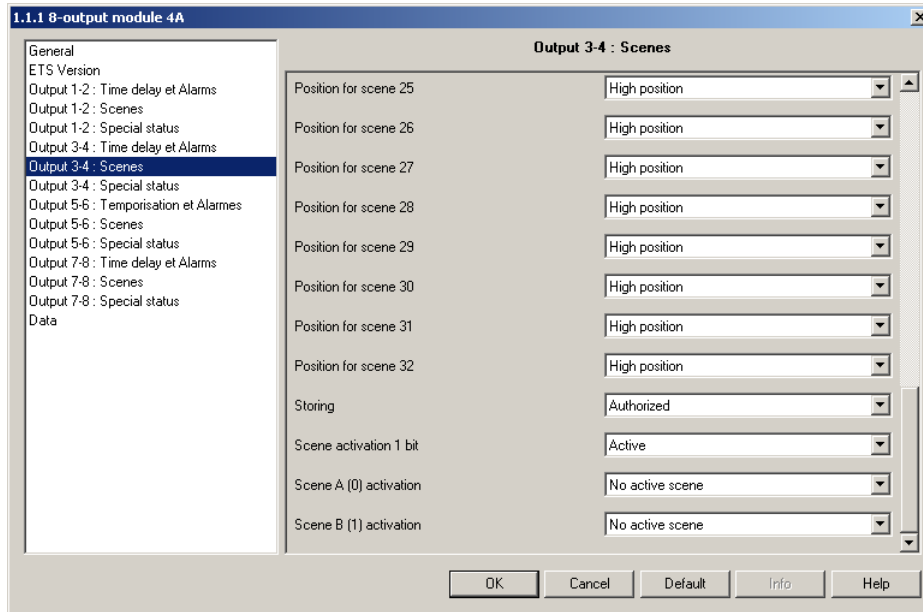 1.1.1 8-output module 4A
General
ETS Version
Output 1-2 : Time delay et Alarms
Output 1-2 : Scenes
Output 1-2 : Special status
Output 3-4 : Time delay et Alarms
Output 3-4 : Scenes
Output 3-4 : Special status
Output 5-6 : Temporisation et Alarmes
Output 5-6 : Scenes
Output 5-6 : Special status
Output 7-8 : Time delay et Alarms
Output 7-8 : Scenes
Output 7-8 : Special status
Data
Output 3-4 : Scenes
Position for scene 25 High position
Position for scene 26 High position
Position for scene 27 High position
Position for scene 28 High position
Position for scene 29 High position
Position for scene 30 High position
Position for scene 31 High position
Position for scene 32 High position
Storing Authorized
Scene activation 1 bit Active
Scene A (0) activation No active scene
Scene B (1) activation No active scene
OK Cancel Default Info Help